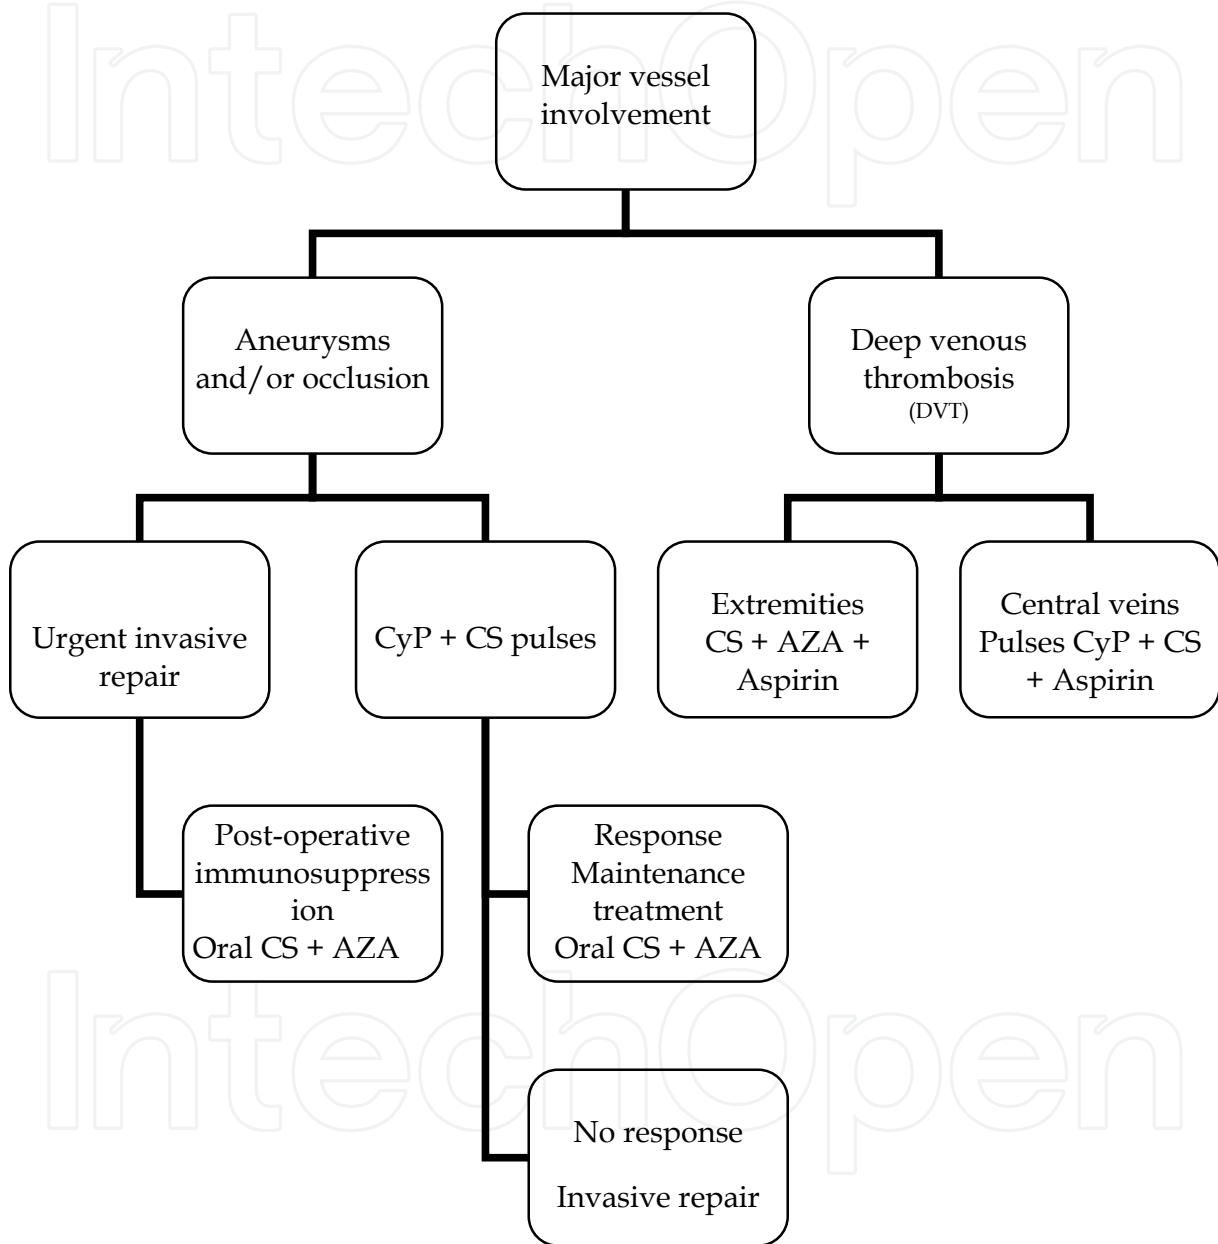 IntechOpen
Major vessel
involvement
Aneurysms
and/or occlusion
Deep venous
thrombosis
(DVT)
Urgent invasive
repair
CyP + CS pulses
Extremities
CS + AZA +
Aspirin
Central veins
Pulses CyP + CS
+ Aspirin
Post-operative
immunosuppress
ion
Oral CS + AZA
Response
Maintenance
treatment
Oral CS + AZA
IntechOpen
No response
Invasive repair